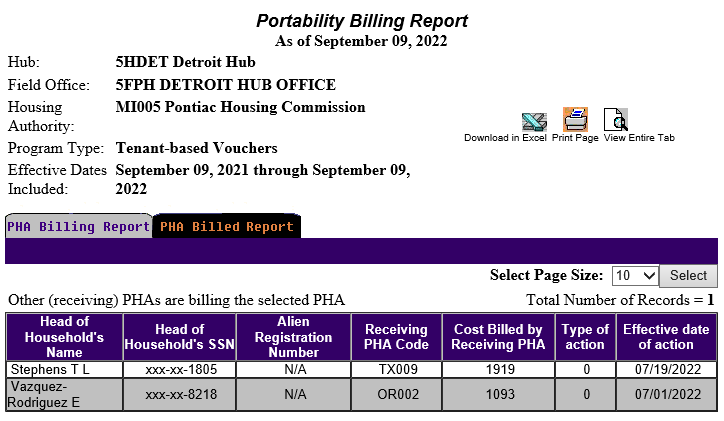 Portability Billing Report
As of September 09, 2022
Hub: 5HDET Detroit Hub
Field Office: 5FPH DETROIT HUB OFFICE
Housing Authority: MI005 Pontiac Housing Commission
Download in Excel Print Page View Entire Tab
Program Type: Tenant-based Vouchers
Effective Dates Included: September 09, 2021 through September 09, 2022
PHA Billing Report PHA Billed Report
Select Page Size: 10 Select
Other (receiving) PHAs are billing the selected PHA Total Number of Records = 1
Head of Household's Name Head of Household's SSN Alien Registration Number Receiving PHA Code Cost Billed by Receiving PHA Type of action Effective date of action
Stephens T L xxx-xx-1805 N/A TX009 1919 0 07/19/2022
Vazquez-Rodriguez E xxx-xx-8218 N/A OR002 1093 0 07/01/2022